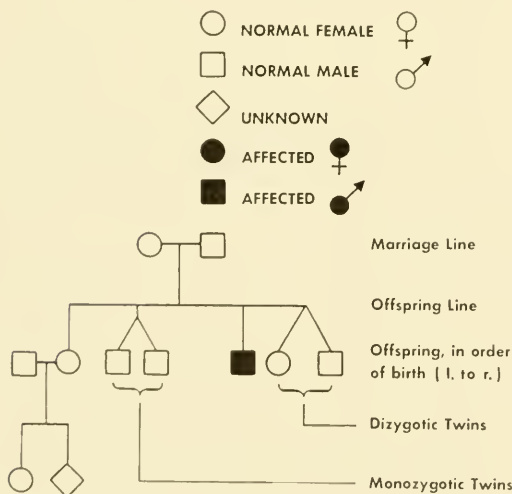 NORMAL FEMALE
NORMAL MALE
UNKNOWN
AFFECTED
AFFECTED
Marriage Line
Offspring Line
Offspring, in order
of birth ( l. to r. )
Dizygotic Twins
Monozygotic Twins